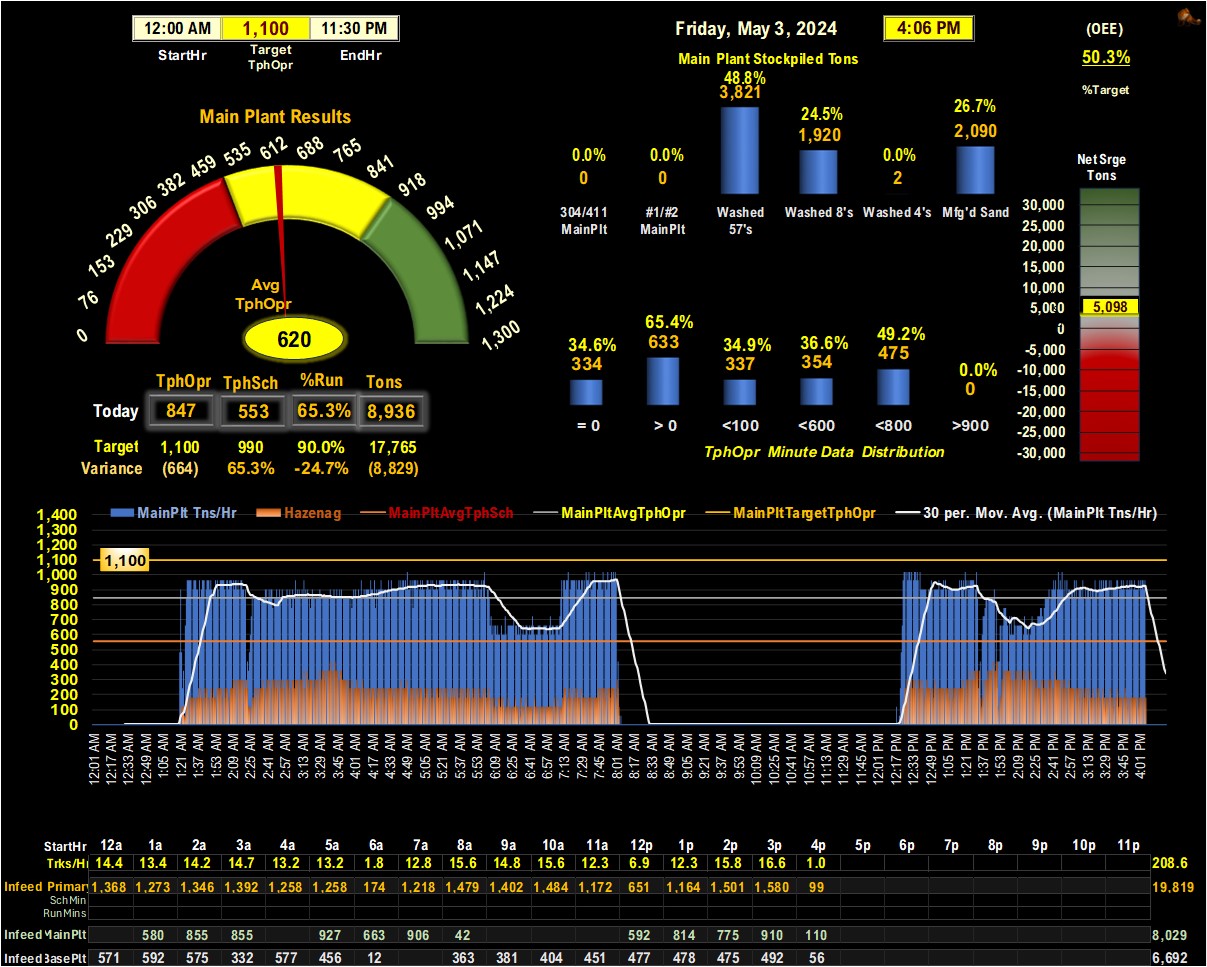 12:00 AM 1,100 11:30 PM
StartHr Target TphOpr EndHr
Friday, May 3, 2024 4:06 PM
(OEE)
50.3%
%Target
Main Plant Stockpiled Tons
48.8%
3,821
24.5%
1,920
26.7%
2,090
0.0% 0.0% 0.0%
0 0 2
304/411 MainPlt #1/#2 MainPlt Washed 57's Washed 8's Washed 4's Mfg'd Sand
Main Plant Results
0 76 153 229 306 382 459 535 612 688 765 841 918 994 1,071 1,147 1,224 1,300
Avg
TphOpr
620
NetSrge
Tons
30,000
25,000
20,000
15,000
10,000
5,000
5,098
0
-5,000
-10,000
-15,000
-20,000
-25,000
-30,000
34.6% 65.4% 34.9% 36.6% 49.2% 0.0%
334 633 337 354 475 0
= 0 > 0 <100 <600 <800 >900
TphOpr Minute Data Distribution
TphOpr TphSch %Run Tons
Today 847 553 65.3% 8,936
Target 1,100 990 90.0% 17,765
Variance (664) 65.3% -24.7% (8,829)
MainPlt Tns/Hr Hazenag MainPltAvgTphSch MainPltAvgTphOpr MainPltTargetTphOpr 30 per. Mov. Avg. (MainPlt Tns/Hr)
1,400
1,300
1,200
1,100
1,100
1,000
900
800
700
600
500
400
300
200
100
0
12:01 AM 12:17 AM 12:33 AM 12:49 AM 1:05 AM 1:21 AM 1:37 AM 1:53 AM 2:09 AM 2:25 AM 2:41 AM 2:57 AM 3:13 AM 3:29 AM 3:45 AM 4:01 AM 4:17 AM 4:33 AM 4:49 AM 5:05 AM 5:21 AM 5:37 AM 5:53 AM 6:09 AM 6:25 AM 6:41 AM 6:57 AM 7:13 AM 7:29 AM 7:45 AM 8:01 AM 8:17 AM 8:33 AM 8:49 AM 9:05 AM 9:21 AM 9:37 AM 9:53 AM 10:09 AM 10:25 AM 10:41 AM 10:57 AM 11:13 AM 11:29 AM 11:45 AM 12:01 PM 12:17 PM 12:33 PM 12:49 PM 1:05 PM 1:21 PM 1:37 PM 1:53 PM 2:09 PM 2:25 PM 2:41 PM 2:57 PM 3:13 PM 3:29 PM 3:45 PM 4:01 PM
StartHr 12a 1a 2a 3a 4a 5a 6a 7a 8a 9a 10a 11a 12p 1p 2p 3p 4p 5p 6p 7p 8p 9p 10p 11p
Trks/Hr 14.4 13.4 14.2 14.7 13.2 13.2 1.8 12.8 15.6 14.8 15.6 12.3 6.9 12.3 15.8 16.6 1.0 208.6
Infeed Primary 1,368 1,273 1,346 1,392 1,258 1,258 174 1,218 1,479 1,402 1,484 1,172 651 1,164 1,501 1,580 99 19,819
SchMin
RunMins
Infeed MainPlt 580 855 855 927 663 906 42 592 814 775 910 110 8,029
Infeed BasePlt 571 592 575 332 577 456 12 363 381 404 451 477 478 475 492 56 6,692